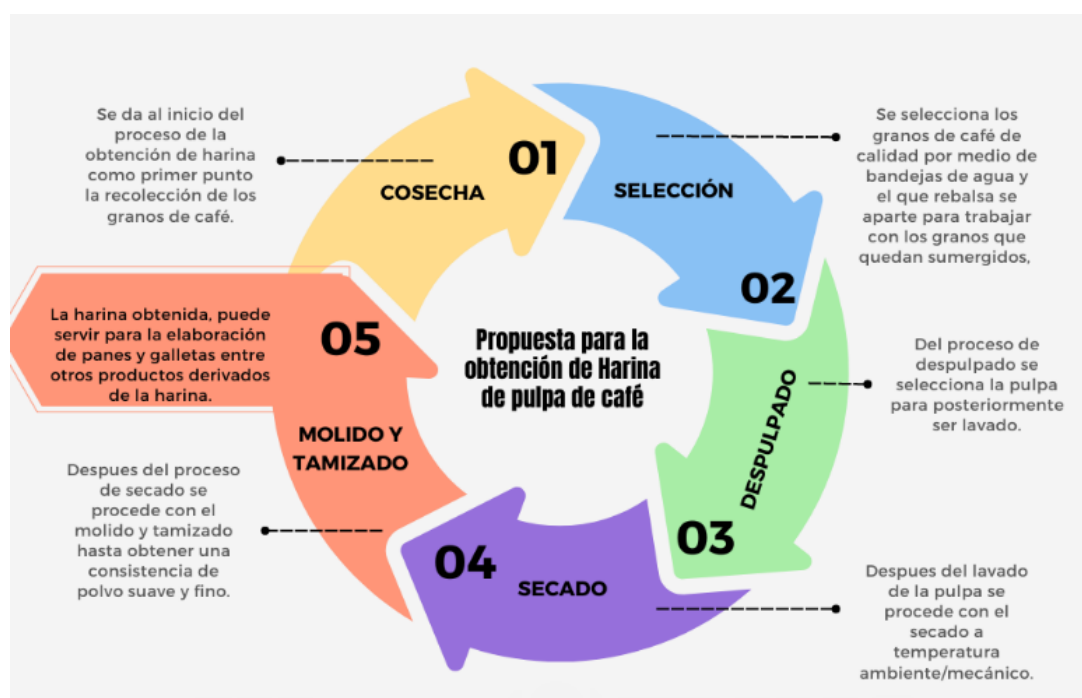 Propuesta para la
obtención de Harina
de pulpa de café
01
COSECHA
Se da al inicio del
proceso de la
obtención de harina
como primer punto
la recolección de los
granos de café.
SELECCIÓN
02
Se selecciona los
granos de café de
calidad por medio de
bandejas de agua y
el que rebalsa se
aparte para trabajar
con los granos que
quedan sumergidos,
DESPULPADO
03
Del proceso de
despulpado se
selecciona la pulpa
para posteriormente
ser lavado.
04
SECADO
Despues del lavado
de la pulpa se
procede con el
secado a
temperatura
ambiente/mecánico.
05
MOLIDO Y
TAMIZADO
Despues del proceso
de secado se
procede con el
molido y tamizado
hasta obtener una
consistencia de
polvo suave y fino.
La harina obtenida, puede
servir para la elaboración
de panes y galletas entre
otros productos derivados
de la harina.